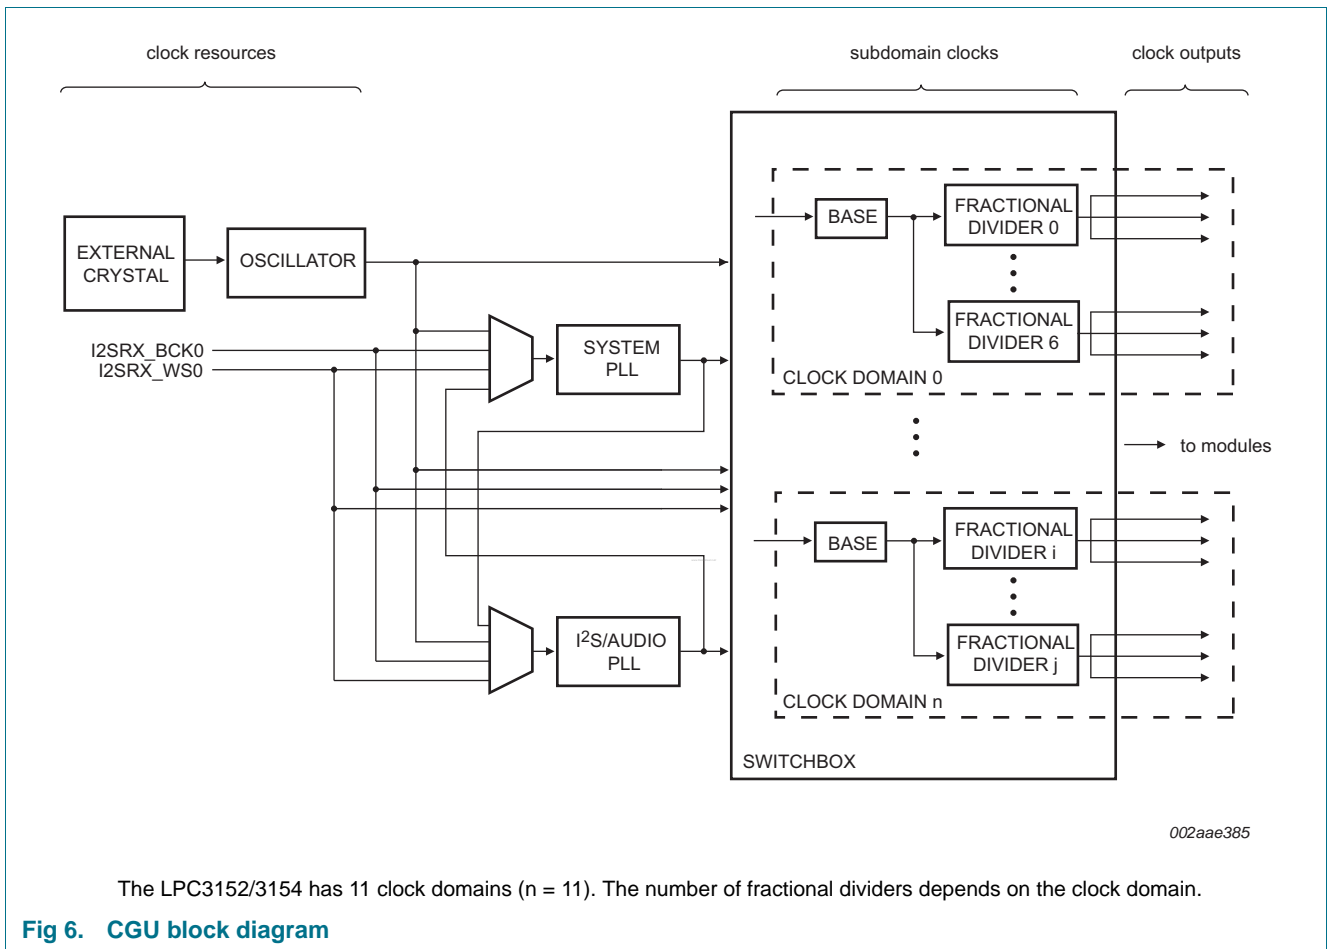 clock resources
subdomain clocks
clock outputs
EXTERNAL
CRYSTAL
OSCILLATOR
I2SRX_BCK0
I2SRX_WS0
SYSTEM
PLL
I2S/AUDIO
PLL
BASE
FRACTIONAL
DIVIDER 0
FRACTIONAL
DIVIDER 6
CLOCK DOMAIN 0
to modules
BASE
FRACTIONAL
DIVIDER i
FRACTIONAL
DIVIDER j
CLOCK DOMAIN n
SWITCHBOX
002aae385
The LPC3152/3154 has 11 clock domains (n = 11). The number of fractional dividers depends on the clock domain.
Fig 6. CGU block diagram